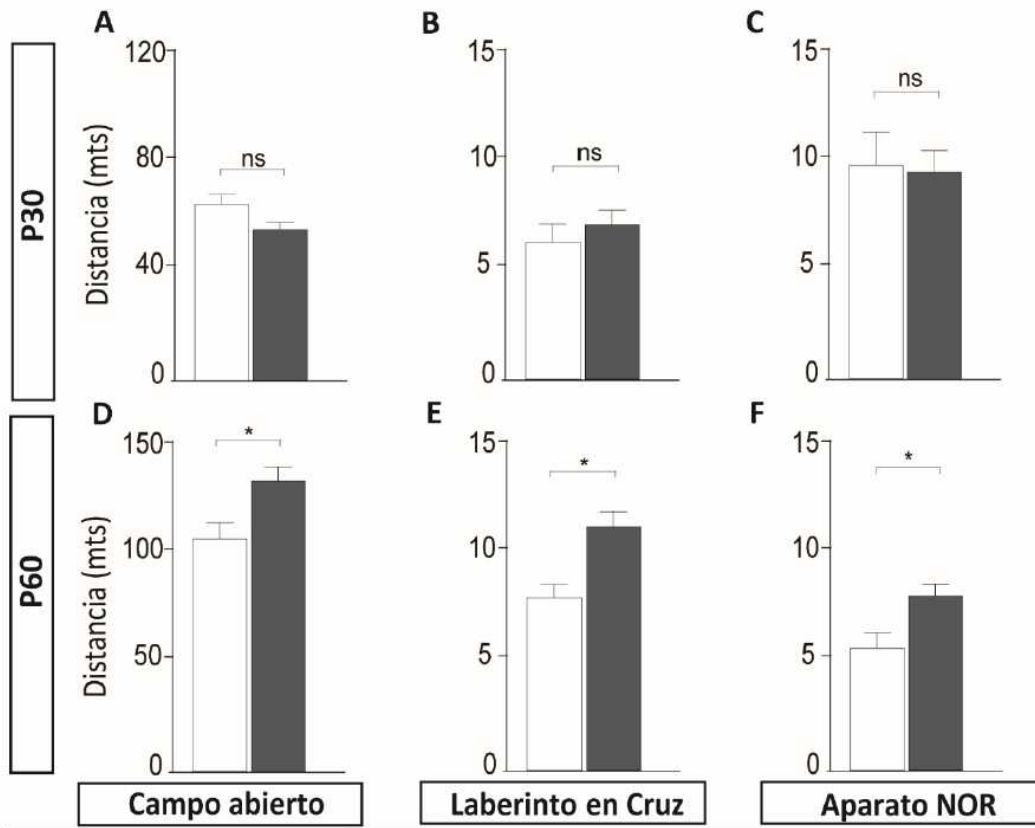 P30
A
Distancia (mts)
120
80
40
0
ns
B
15
10
5
0
ns
C
15
10
5
0
ns
P60
D
Distancia (mts)
150
100
50
0
*
E
15
10
5
0
*
F
15
10
5
0
*
Campo abierto
Laberinto en Cruz
Aparato NOR